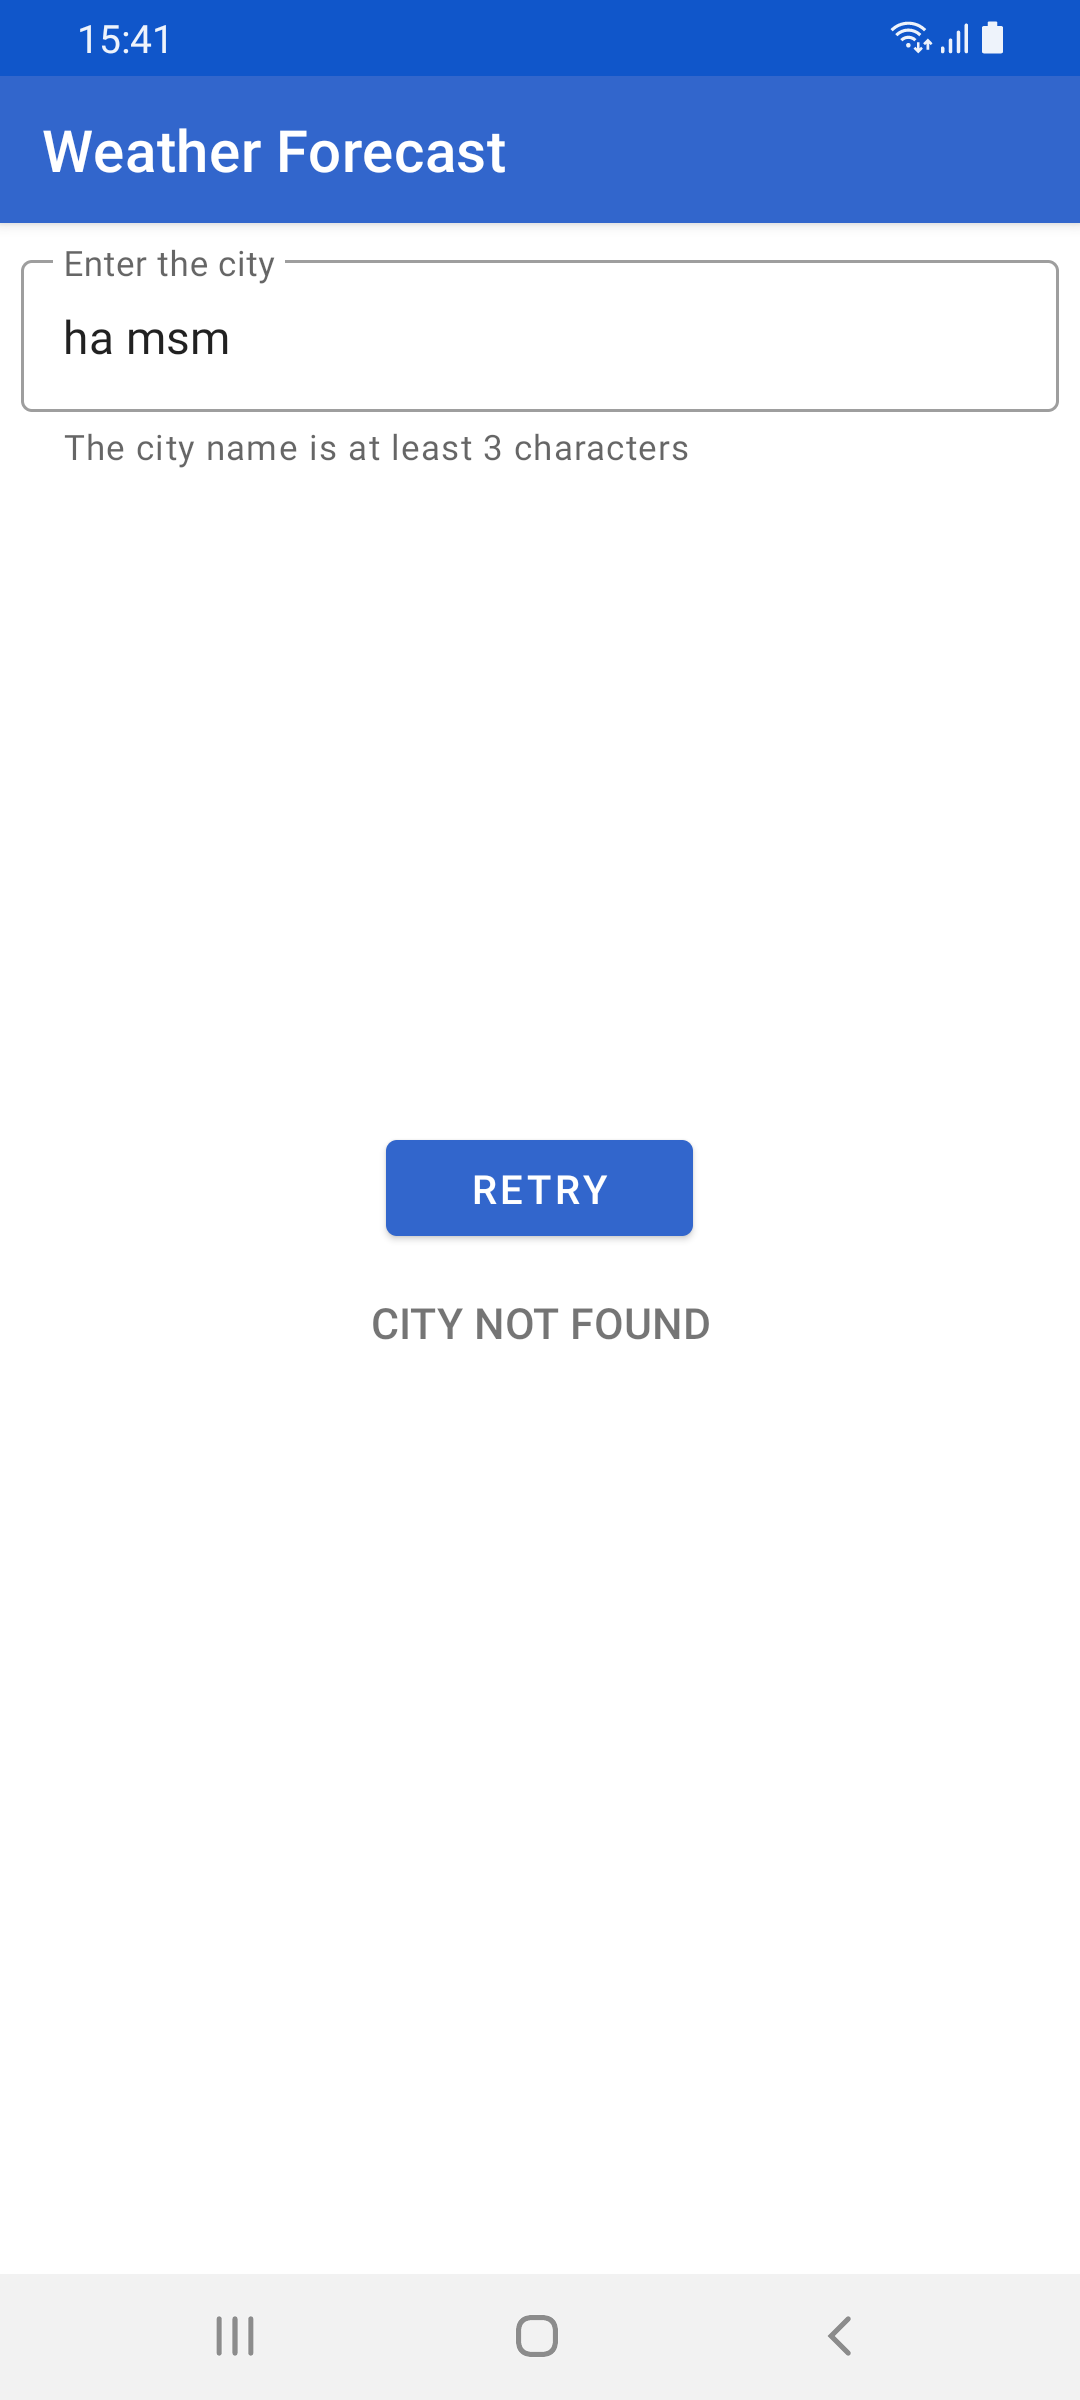 15:41
Weather Forecast
Enter the city
ha msm
The city name is at least 3 characters
RETRY
CITY NOT FOUND